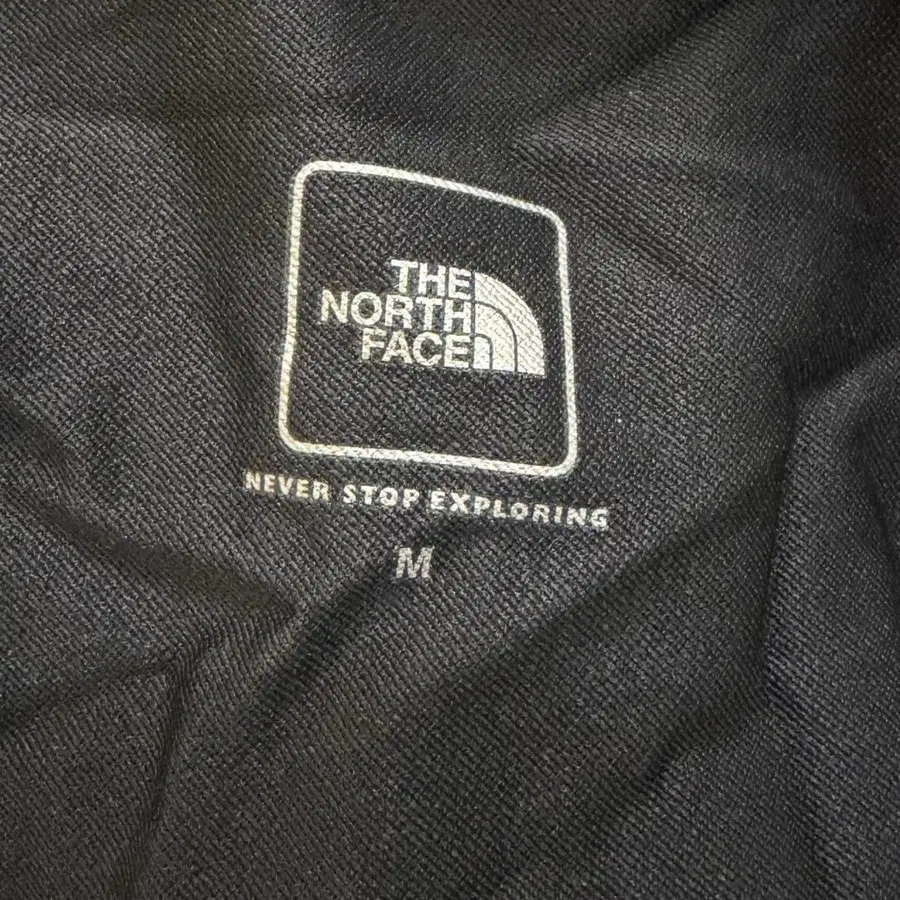 THE
NORTH
FACE
NEVER STOP EXPLORING
M